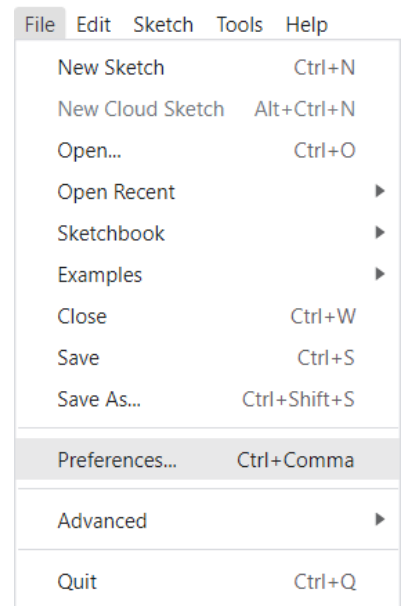 File Edit Sketch Tools Help
New Sketch Ctrl+N
New Cloud Sketch Alt+Ctrl+N
Open... Ctrl+O
Open Recent
Sketchbook
Examples
Close Ctrl+W
Save Ctrl+S
Save As... Ctrl+Shift+S
Preferences... Ctrl+Comma
Advanced
Quit Ctrl+Q